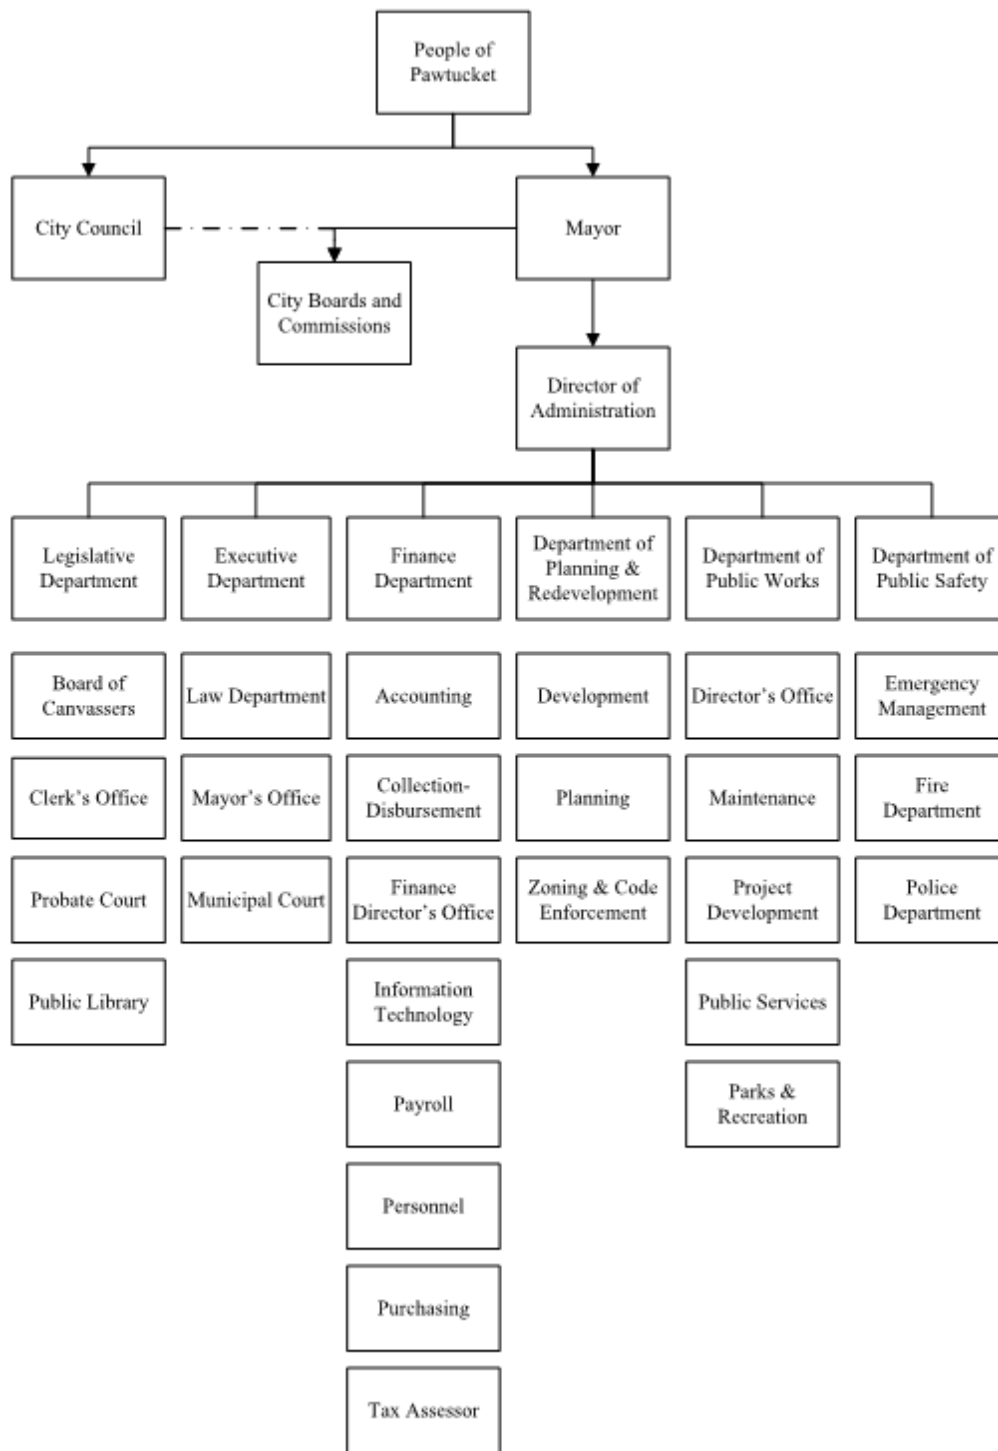 People of
Pawtucket
City Council
Mayor
City Boards and
Commissions
Director of
Administration
Legislative
Department
Executive
Department
Finance
Department
Department of
Planning &
Redevelopment
Department of
Public Works
Department of
Public Safety
Board of
Canvassers
Law Department
Accounting
Development
Director's Office
Emergency
Management
Clerk's Office
Mayor's Office
Collection-
Disbursement
Planning
Maintenance
Fire
Department
Probate Court
Municipal Court
Finance
Director's Office
Zoning & Code
Enforcement
Project
Development
Police
Department
Public Library
Information
Technology
Public Services
Payroll
Parks &
Recreation
Personnel
Purchasing
Tax Assessor